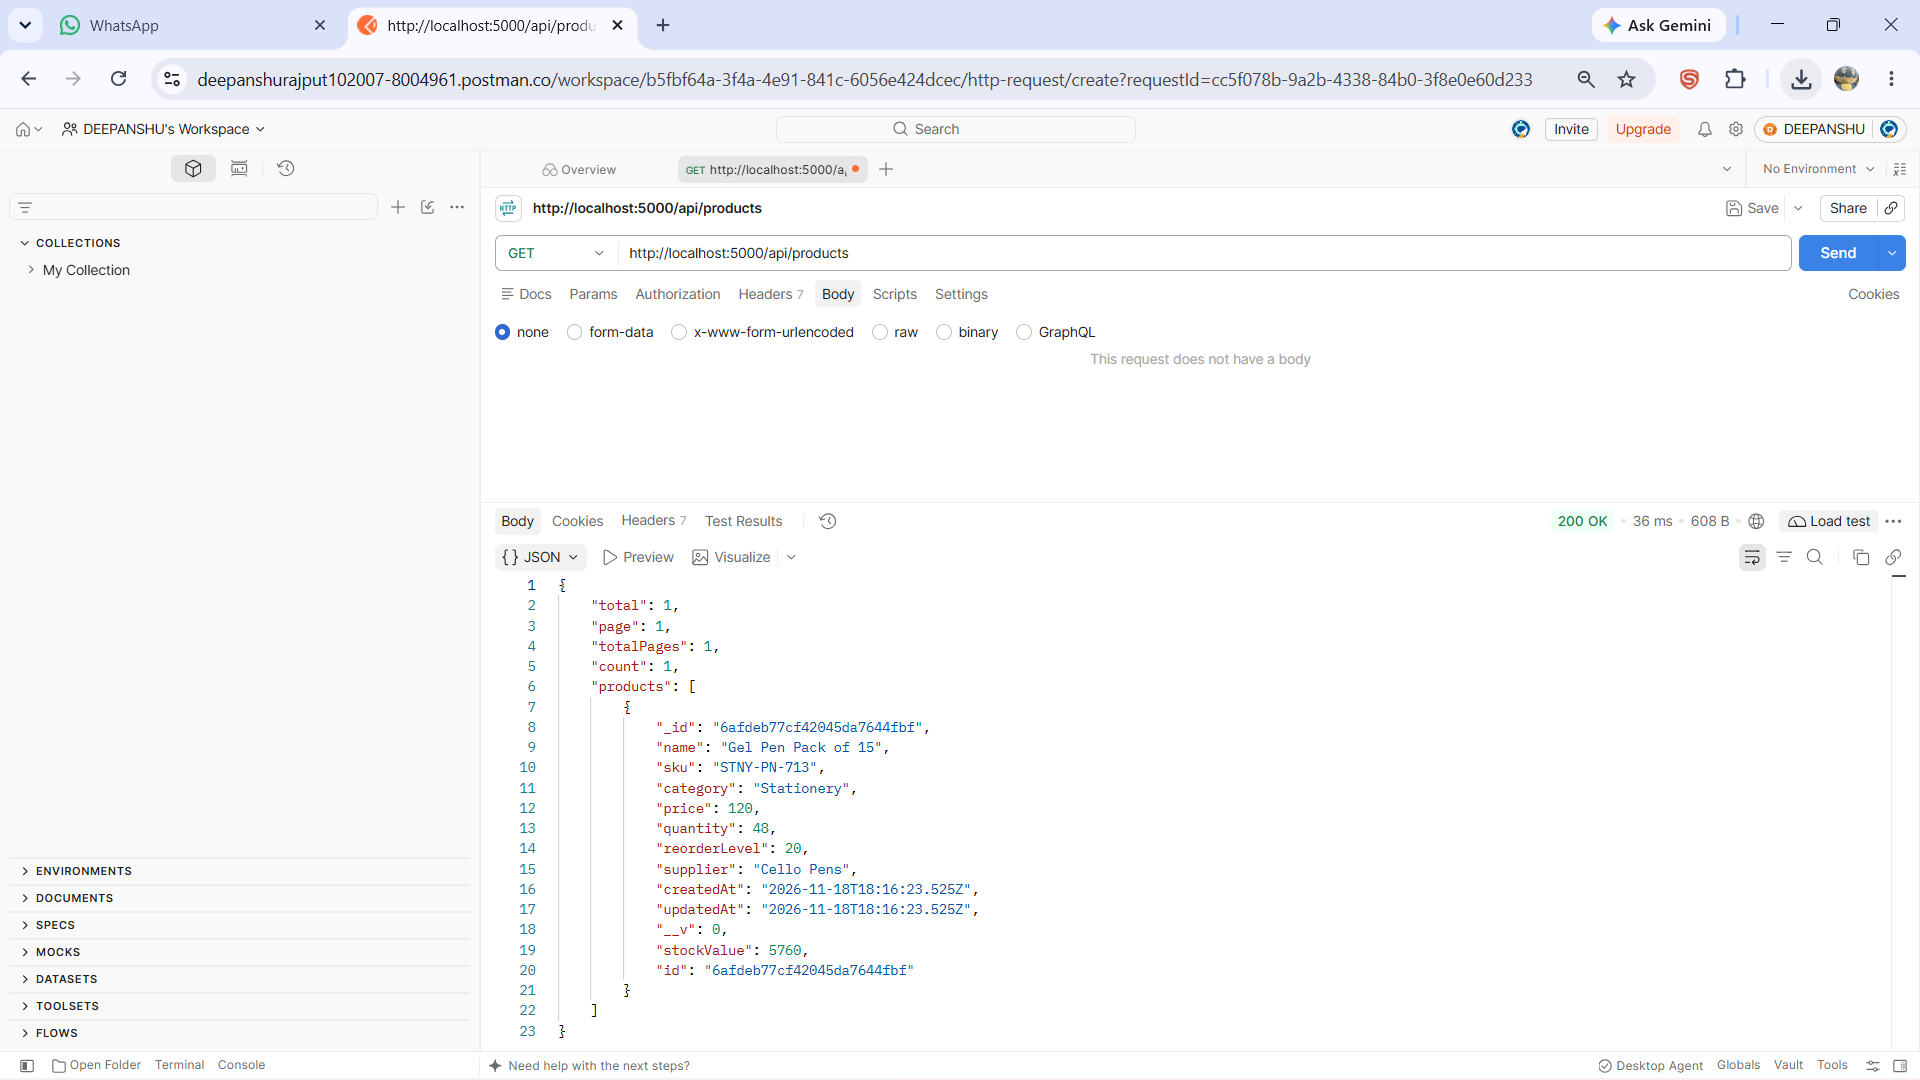 WhatsApp
http://localhost:5000/api/produ
Ask Gemini
deepanshurajput102007-8004961.postman.co/workspace/b5fbf64a-3f4a-4e91-841c-6056e424dcec/http-request/create?requestId=cc5f078b-9a2b-4338-84b0-3f8e0e60d233
DEEPANSHU's Workspace
Search
Invite
Upgrade
DEEPANSHU
Overview
GET http://localhost:5000/a
No Environment
HTTP
http://localhost:5000/api/products
Save
Share
COLLECTIONS
My Collection
GET
http://localhost:5000/api/products
Send
Docs Params Authorization Headers 7 Body Scripts Settings
Cookies
none form-data x-www-form-urlencoded raw binary GraphQL
This request does not have a body
Body Cookies Headers 7 Test Results
200 OK • 36 ms • 608 B •
Load test
{} JSON
Preview
Visualize
1 {
2 "total": 1,
3 "page": 1,
4 "totalPages": 1,
5 "count": 1,
6 "products": [
7 {
8 "_id": "6afdeb77cf42045da7644fbf",
9 "name": "Gel Pen Pack of 15",
10 "sku": "STNY-PN-713",
11 "category": "Stationery",
12 "price": 120,
13 "quantity": 48,
14 "reorderLevel": 20,
15 "supplier": "Cello Pens",
16 "createdAt": "2026-11-18T18:16:23.525Z",
17 "updatedAt": "2026-11-18T18:16:23.525Z",
18 "__v": 0,
19 "stockValue": 5760,
20 "id": "6afdeb77cf42045da7644fbf"
21 }
22 ]
23 }
ENVIRONMENTS
DOCUMENTS
SPECS
MOCKS
DATASETS
TOOLSETS
FLOWS
Open Folder Terminal Console
Need help with the next steps?
Desktop Agent Globals Vault Tools